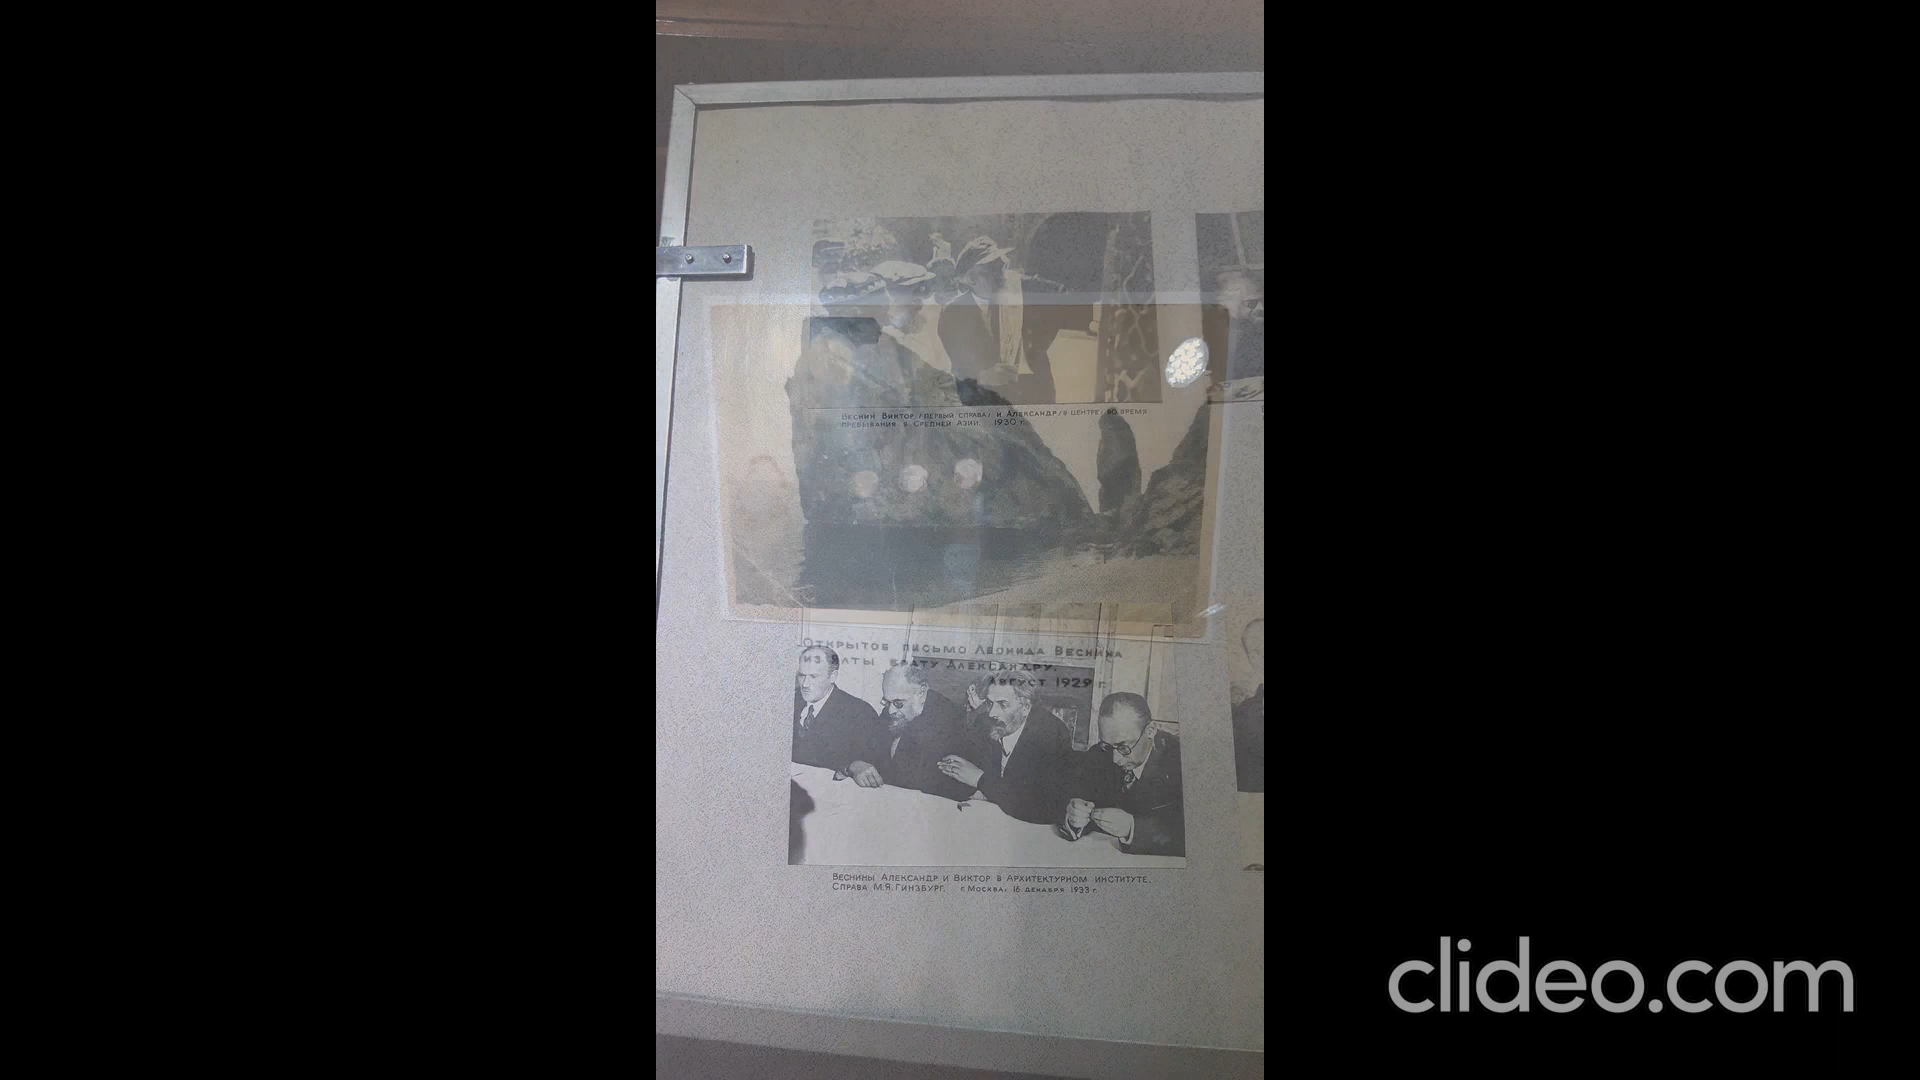 Веснин Виктор /первый справа/ и Александр /в центре/ во время
пребывания в Средней Азии. 1930 г.
Открытое письмо Леонида Веснина
из Ялты брату Александру.
Август 1929 г.
Веснины Александр и Виктор в Архитектурном институте.
Справа М.Я. Гинзбург. г. Москва, 16 декабря 1933 г.
clideo.com